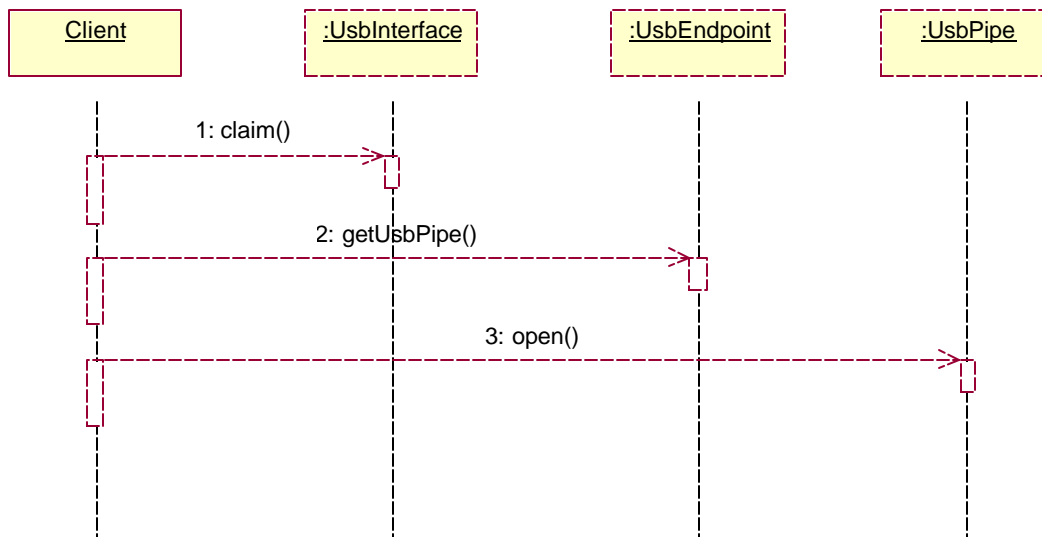 Client
:UsbInterface
:UsbEndpoint
:UsbPipe
1: claim()
2: getUsbPipe()
3: open()